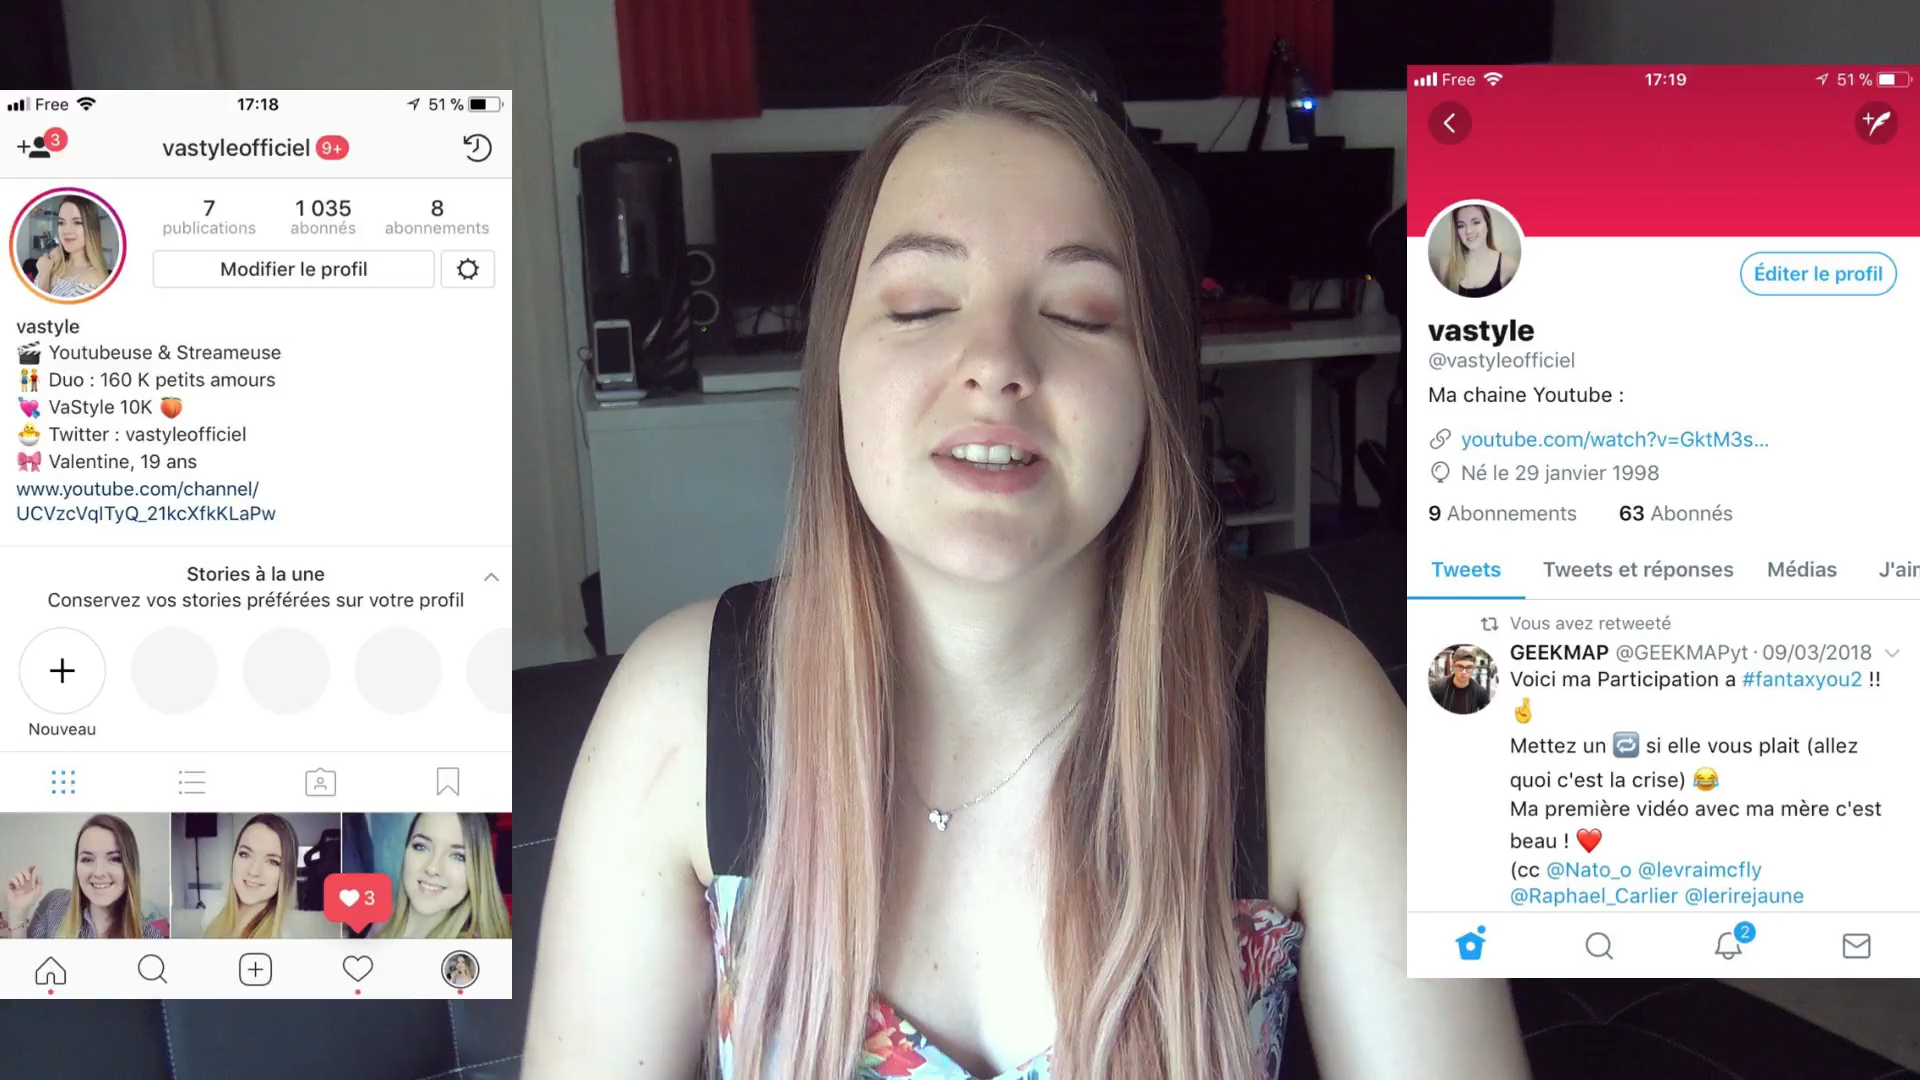 Free
17:18
51 %
3
vastyleofficiel 9+
7
publications
1 035
abonnés
8
abonnements
Modifier le profil
vastyle
🎬 Youtubeuse & Streameuse
👫 Duo : 160 K petits amours
💘 VaStyle 10K 🍑
🐣 Twitter : vastyleofficiel
🎀 Valentine, 19 ans
www.youtube.com/channel/
UCVzcVqITyQ_21kcXfkKLaPw
Stories à la une
Conservez vos stories préférées sur votre profil
Nouveau
3
Free
17:19
51 %
Éditer le profil
vastyle
@vastyleofficiel
Ma chaine Youtube :
youtube.com/watch?v=GktM3s...
Né le 29 janvier 1998
9 Abonnements 63 Abonnés
Tweets Tweets et réponses Médias J'aim
Vous avez retweeté
GEEKMAP @GEEKMAPyt · 09/03/2018
Voici ma Participation a #fantaxyou2 !!
🤞
Mettez un 🔁 si elle vous plait (allez
quoi c'est la crise) 😂
Ma première vidéo avec ma mère c'est
beau ! ❤️
(cc @Nato_o @levraimcfly
@Raphael_Carlier @lerirejaune
2